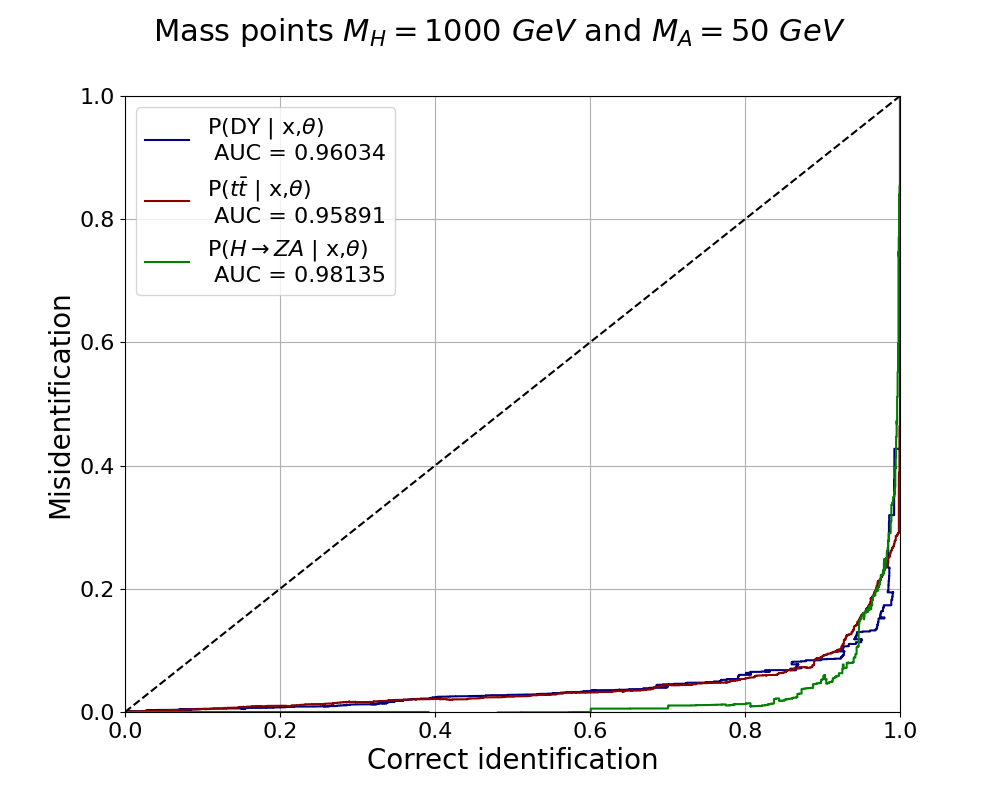 Mass points M_H = 1000 GeV and M_A = 50 GeV
1.0
0.8
0.6
0.4
0.2
0.0
Misidentification
P(DY | x,θ)
AUC = 0.96034
P(tt̄ | x,θ)
AUC = 0.95891
P(H → ZA | x,θ)
AUC = 0.98135
0.0 0.2 0.4 0.6 0.8 1.0
Correct identification